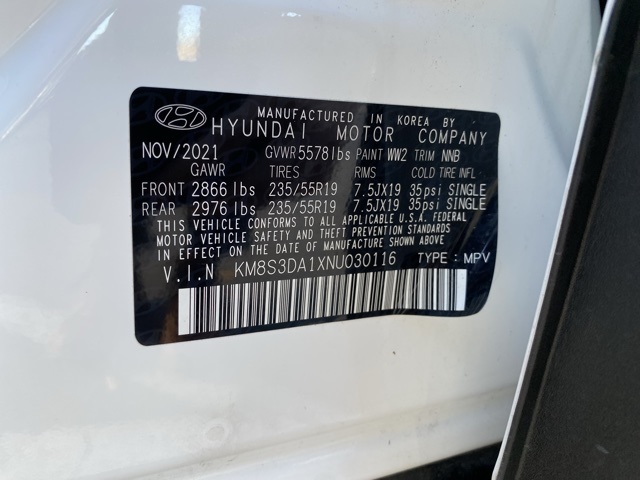 MANUFACTURED IN KOREA BY
HYUNDAI MOTOR COMPANY
NOV/2021 GVWR 5578 lbs PAINT WW2 TRIM NNB
GAWR TIRES RIMS COLD TIRE INFL
FRONT 2866 lbs 235/55R19 7.5JX19 35psi SINGLE
REAR 2976 lbs 235/55R19 7.5JX19 35psi SINGLE
THIS VEHICLE CONFORMS TO ALL APPLICABLE U.S.A. FEDERAL
MOTOR VEHICLE SAFETY AND THEFT PREVENTION STANDARDS
IN EFFECT ON THE DATE OF MANUFACTURE SHOWN ABOVE.
V.I.N KM8S3DA1XNU030116 TYPE : MPV